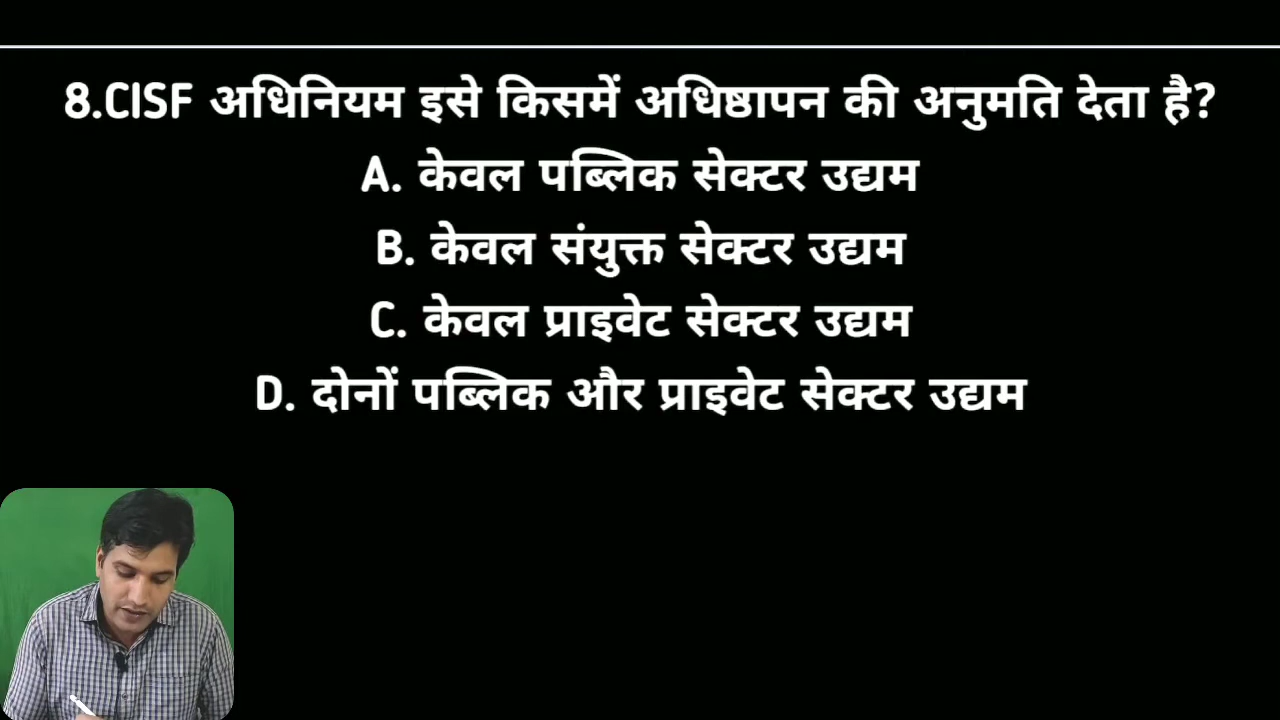 8.CISF अधिनियम इसे किसमें अधिष्ठापन की अनुमति देता है?
A. केवल पब्लिक सेक्टर उद्यम
B. केवल संयुक्त सेक्टर उद्यम
C. केवल प्राइवेट सेक्टर उद्यम
D. दोनों पब्लिक और प्राइवेट सेक्टर उद्यम